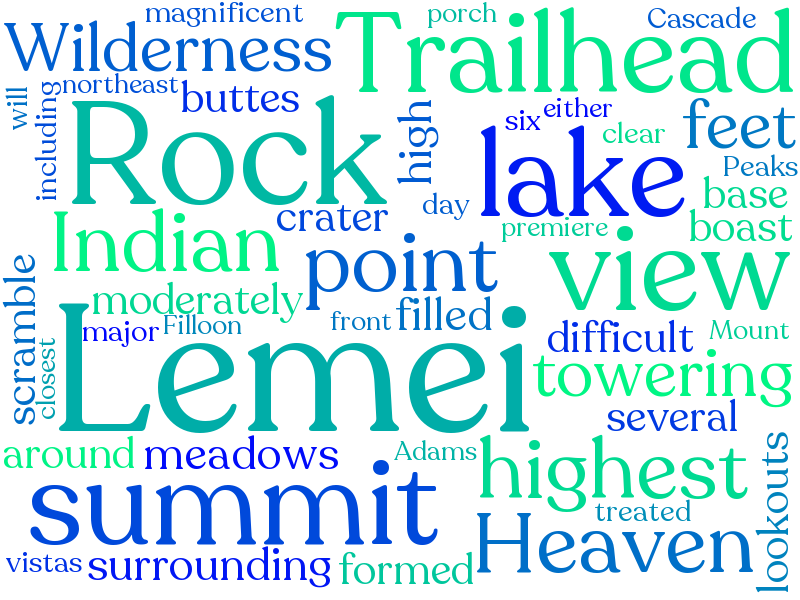 magnificent
porch
Cascade
Wilderness
Trailhead
northeast
will
including
buttes
Rock
high
six
either
clear
feet
lake
Peaks
base
boast
day
crater
premiere
Indian
point
view
scramble
moderately
major
Filloon
front
filled
difficult
Mount
closest
Lemei
towering
several
around
meadows
Adams
highest
lookouts
summit
treated
Heaven
vistas
surrounding
formed